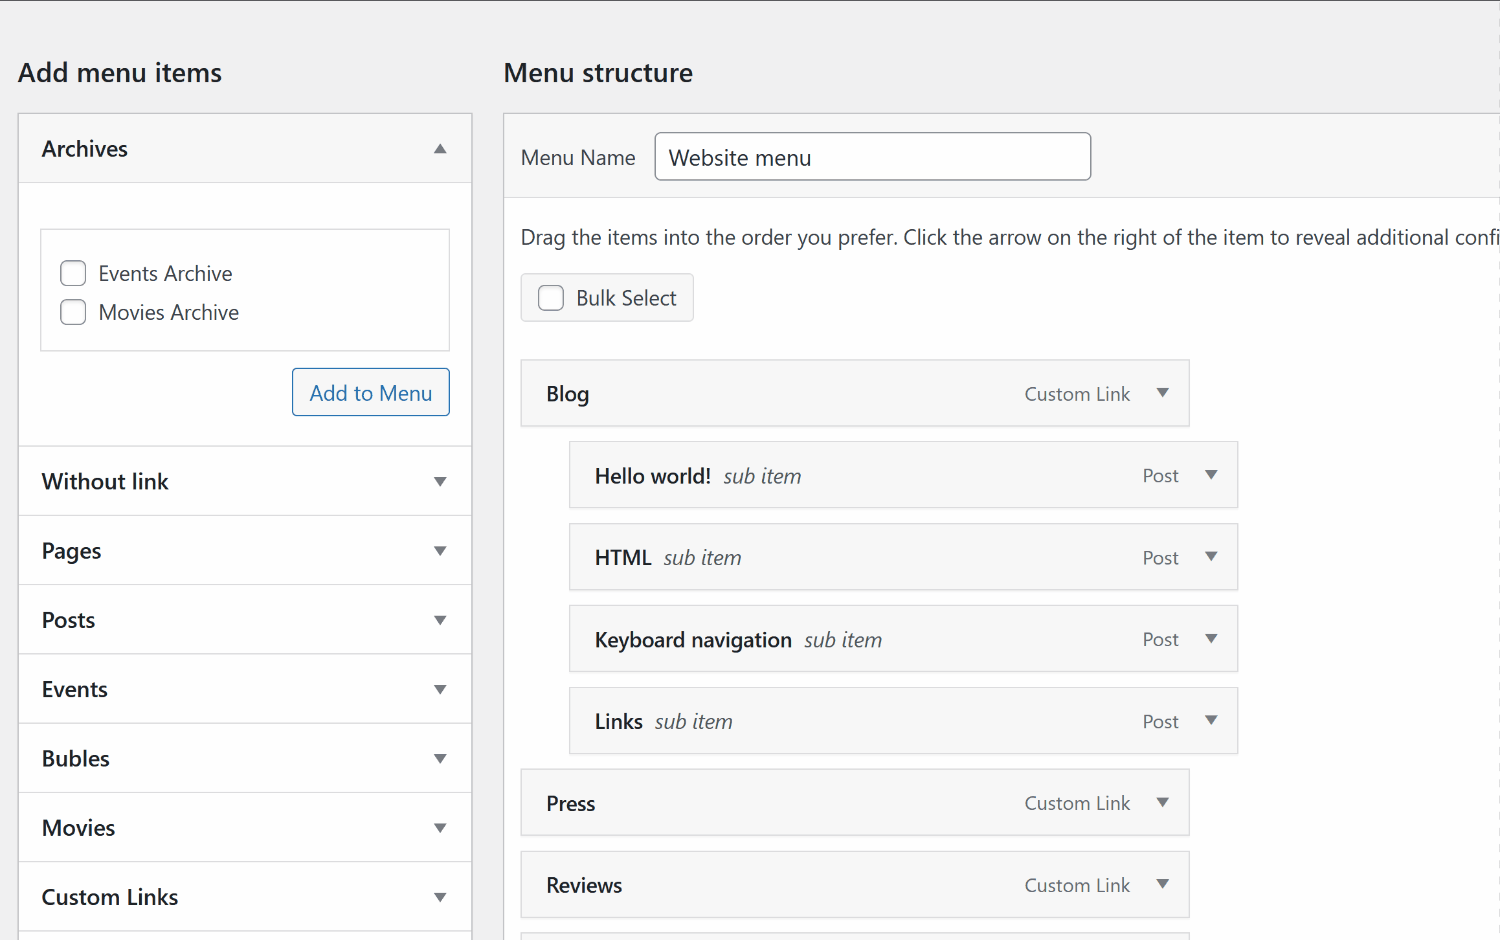 Add menu items
Archives
Events Archive
Movies Archive
Add to Menu
Without link
Pages
Posts
Events
Bubles
Movies
Custom Links
Menu structure
Menu Name Website menu
Drag the items into the order you prefer. Click the arrow on the right of the item to reveal additional confi
Bulk Select
Blog Custom Link
Hello world! sub item Post
HTML sub item Post
Keyboard navigation sub item Post
Links sub item Post
Press Custom Link
Reviews Custom Link